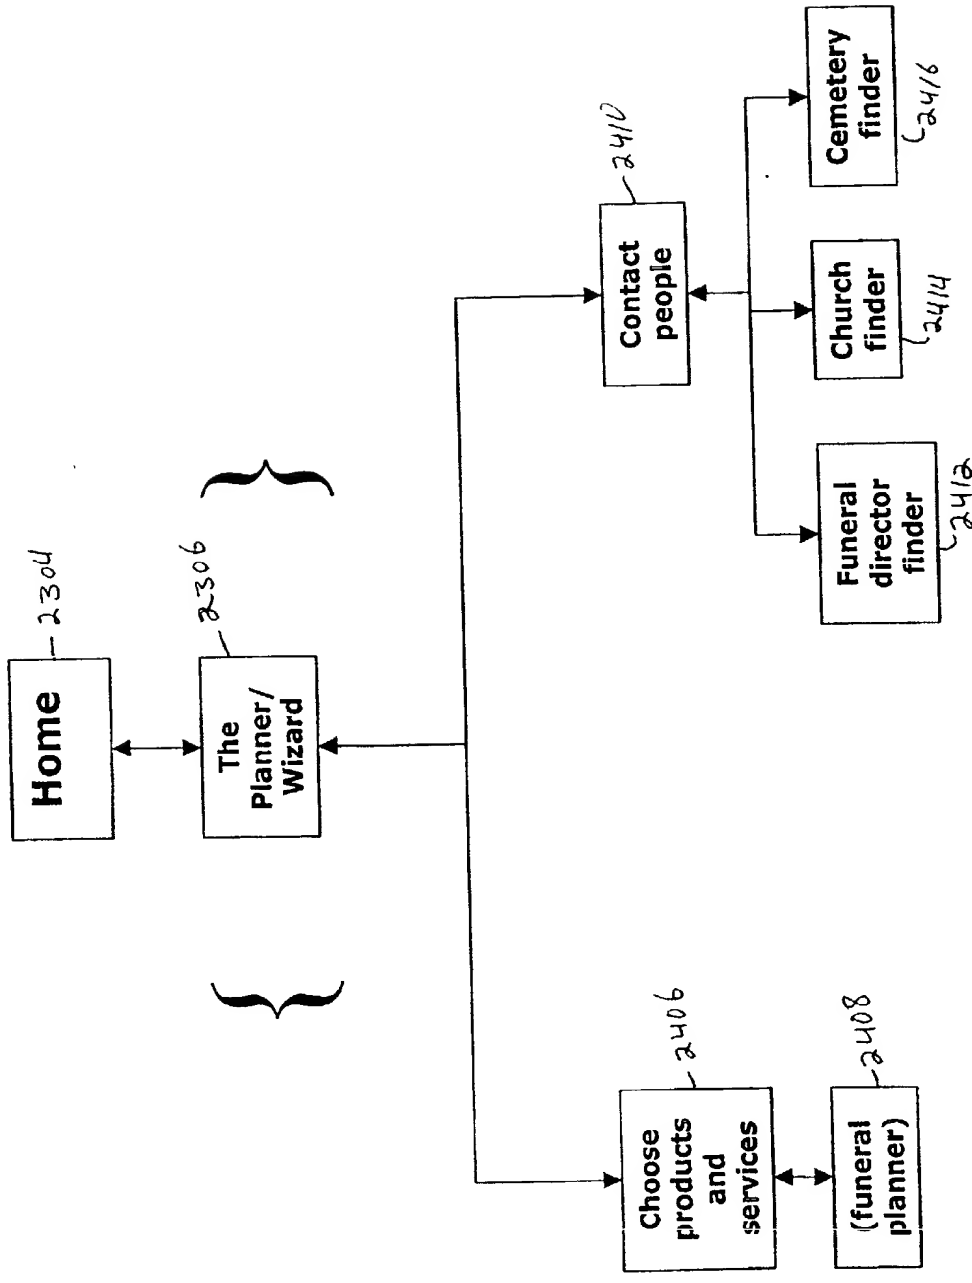 Home
2304
The
Planner/
Wizard
2306
Choose
products
and
services
2406
(funeral
planner)
2408
Contact
people
2410
Funeral
director
finder
2412
Church
finder
2414
Cemetery
finder
2416